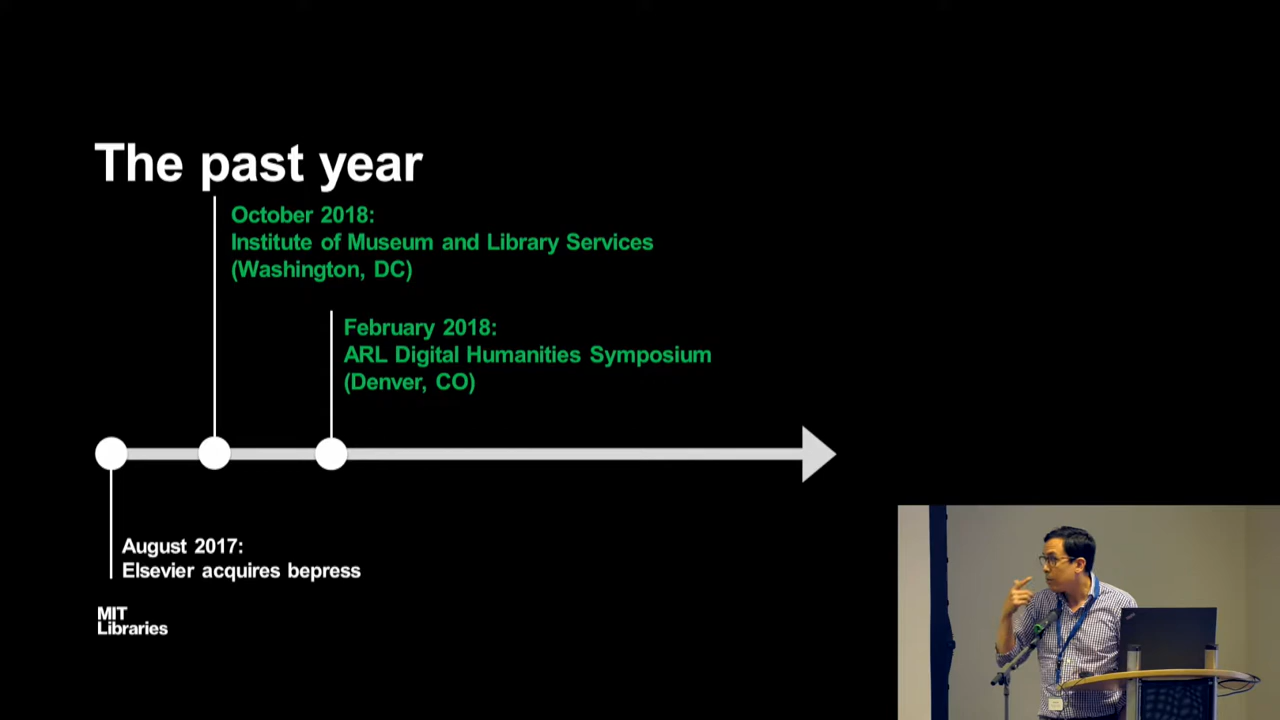 The past year
October 2018:
Institute of Museum and Library Services
(Washington, DC)
February 2018:
ARL Digital Humanities Symposium
(Denver, CO)
August 2017:
Elsevier acquires bepress
MIT
Libraries